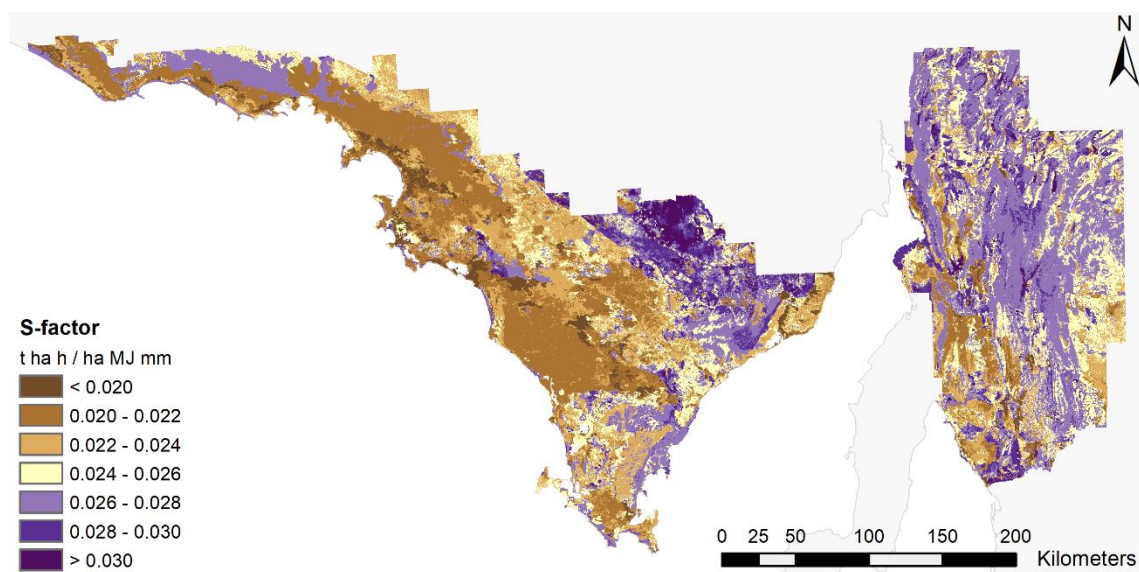 N
S-factor
t ha h / ha MJ mm
< 0.020
0.020 - 0.022
0.022 - 0.024
0.024 - 0.026
0.026 - 0.028
0.028 - 0.030
> 0.030
0 25 50 100 150 200
Kilometers